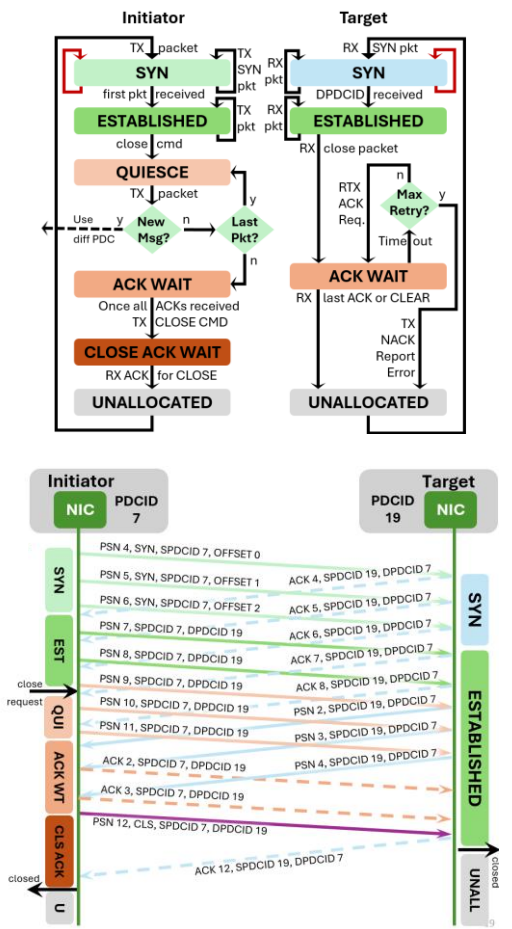 Initiator
TX packet
TX
SYN
pkt
SYN
first pkt received
TX
pkt
ESTABLISHED
close cmd
QUIESCE
TX packet
y
Use
diff PDC
y
New
Msg?
n
Last
Pkt?
n
ACK WAIT
Once all ACKs received
TX CLOSE CMD
CLOSE ACK WAIT
RX ACK for CLOSE
UNALLOCATED
Target
RX SYN pkt
RX
pkt
SYN
DPDCID received
RX
pkt
ESTABLISHED
RX close packet
n
RTX
ACK
Req.
Max
Retry?
y
Time out
ACK WAIT
RX last ACK or CLEAR
TX
NACK
Report
Error
UNALLOCATED
Initiator
NIC
PDCID
7
Target
PDCID
19
NIC
PSN 4, SYN, SPDCID 7, OFFSET 0
ACK 4, SPDCID 19, DPDCID 7
PSN 5, SYN, SPDCID 7, OFFSET 1
ACK 5, SPDCID 19, DPDCID 7
PSN 6, SYN, SPDCID 7, OFFSET 2
ACK 6, SPDCID 19, DPDCID 7
PSN 7, SPDCID 7, DPDCID 19
ACK 7, SPDCID 19, DPDCID 7
PSN 8, SPDCID 7, DPDCID 19
ACK 8, SPDCID 19, DPDCID 7
PSN 9, SPDCID 7, DPDCID 19
PSN 2, SPDCID 19, DPDCID 7
PSN 10, SPDCID 7, DPDCID 19
PSN 3, SPDCID 19, DPDCID 7
PSN 11, SPDCID 7, DPDCID 19
PSN 4, SPDCID 19, DPDCID 7
ACK 2, SPDCID 7, DPDCID 19
ACK 3, SPDCID 7, DPDCID 19
PSN 12, CLS, SPDCID 7, DPDCID 19
ACK 12, SPDCID 19, DPDCID 7
SYN
EST
close
request
QUI
ACK WT
CLS ACK
closed
U
SYN
ESTABLISHED
closed
UNALL